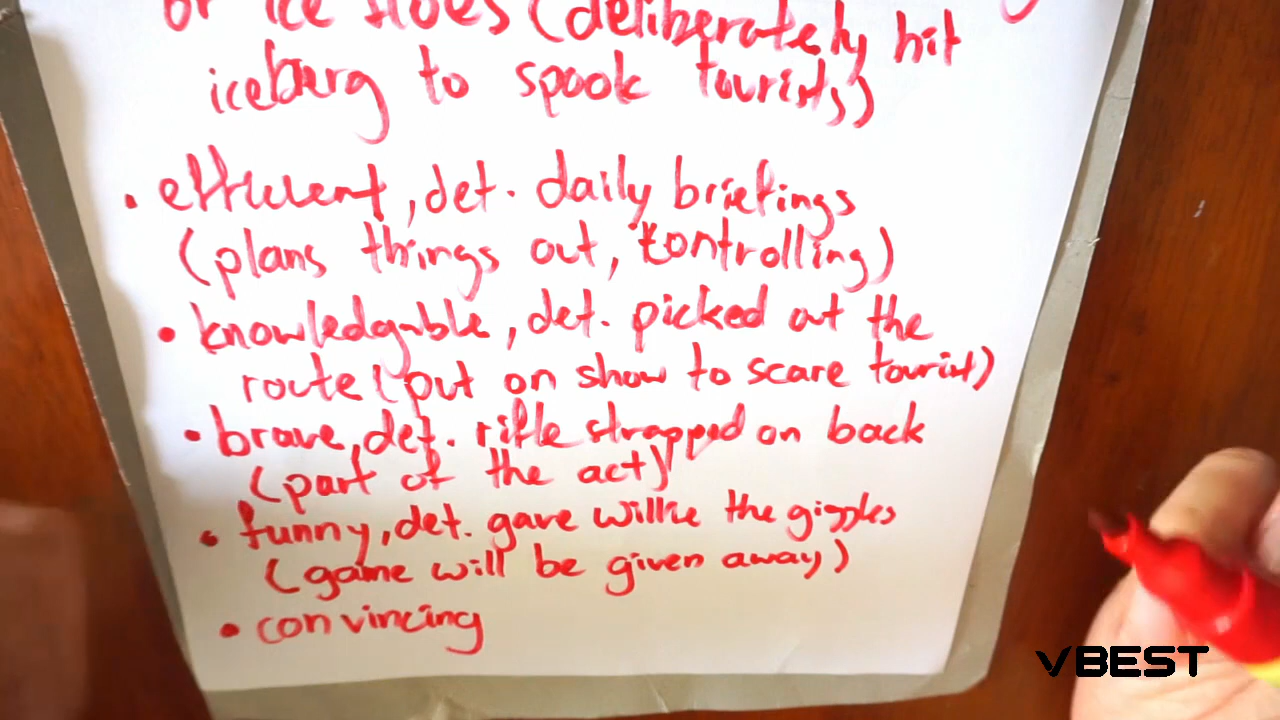 of ice floes (deliberately hit
iceberg to spook tourists)
• efficient, det. daily briefings
(plans things out, controlling)
• knowledgable, det. picked out the
route (put on show to scare tourist)
• brave, det. rifle strapped on back
(part of the act)
• funny, det. gave Willie the giggles
(game will be given away)
• convincing
VBEST